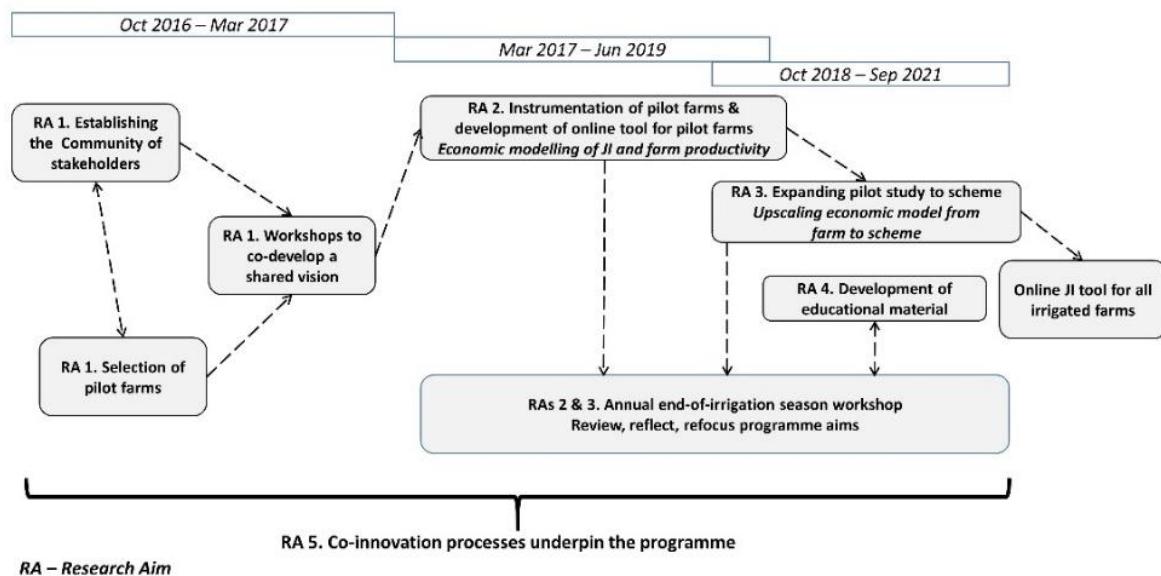 Oct 2016 – Mar 2017
Mar 2017 – Jun 2019
Oct 2018 – Sep 2021
RA 1. Establishing
the Community of
stakeholders
RA 1. Workshops to
co-develop a
shared vision
RA 1. Selection of
pilot farms
RA 2. Instrumentation of pilot farms &
development of online tool for pilot farms
Economic modelling of JI and farm productivity
RA 3. Expanding pilot study to scheme
Upscaling economic model from
farm to scheme
RA 4. Development of
educational material
Online JI tool for all
irrigated farms
RAs 2 & 3. Annual end-of-irrigation season workshop
Review, reflect, refocus programme aims
RA 5. Co-innovation processes underpin the programme
RA – Research Aim